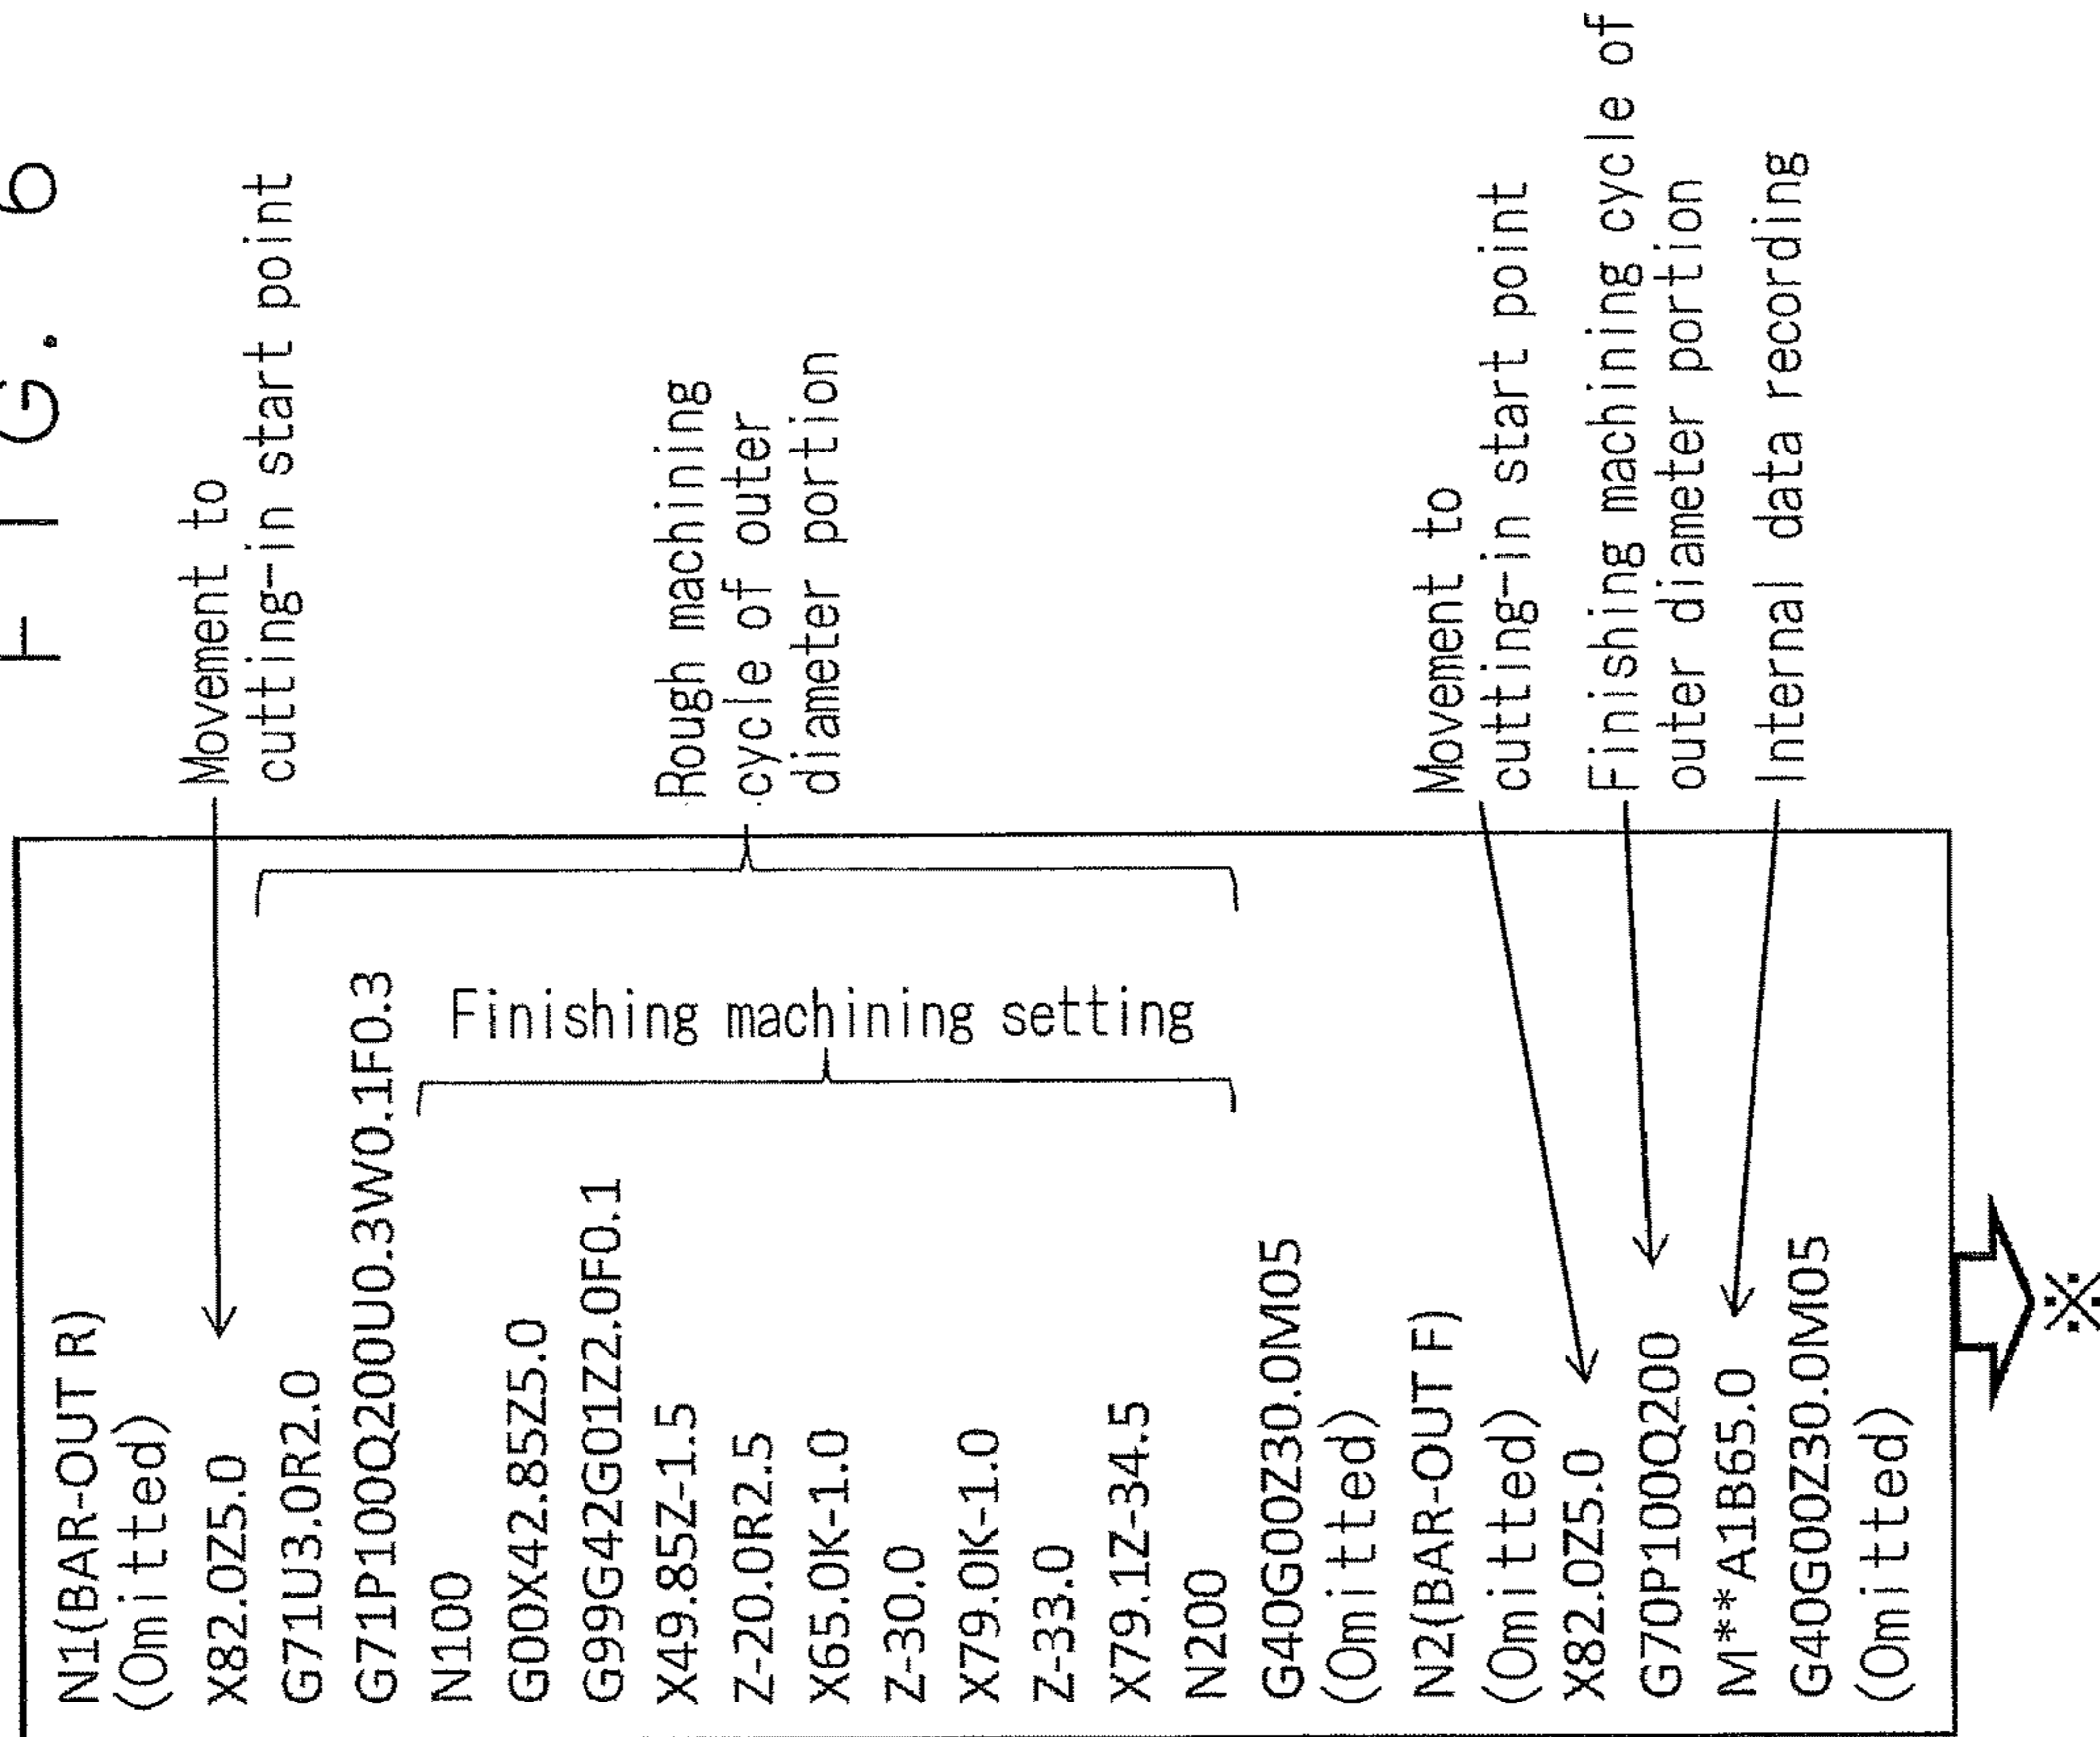 FIG. 6
N1(BAR-OUT R)
(Omitted)
X82.0Z5.0
Movement to
cutting-in start point
G71U3.0R2.0
G71P100Q200U0.3W0.1F0.3
N100
G00X42.85Z5.0
G99G42G01Z2.0F0.1
X49.85Z-1.5
Z-20.0R2.5
X65.0K-1.0
Z-30.0
X79.0K-1.0
Z-33.0
X79.1Z-34.5
N200
Finishing machining setting
Rough machining
cycle of outer
diameter portion
G40G00Z30.0M05
(Omitted)
N2(BAR-OUT F)
(Omitted)
X82.0Z5.0
Movement to
cutting-in start point
G70P100Q200
Finishing machining cycle of
outer diameter portion
M**A1B65.0
Internal data recording
G40G00Z30.0M05
(Omitted)
※